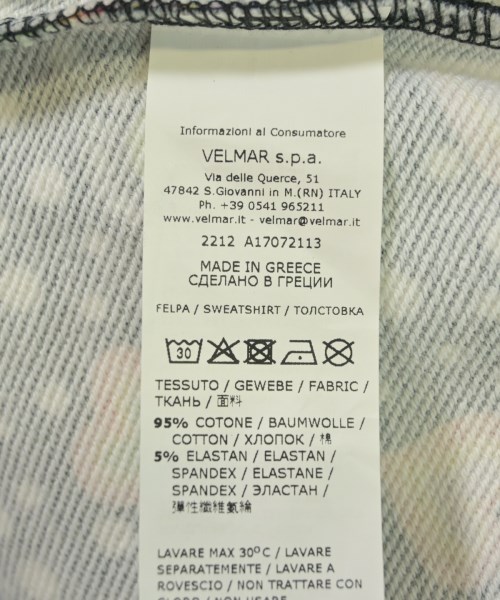 Informazioni al Consumatore
VELMAR s.p.a.
Via delle Querce, 51
47842 S.Giovanni in M.(RN) ITALY
Ph. +39 0541 965211
www.velmar.it - velmar@velmar.it
2212 A17072113
MADE IN GREECE
СДЕЛАНО В ГРЕЦИИ
FELPA / SWEATSHIRT / ТОЛСТОВКА
30
TESSUTO / GEWEBE / FABRIC /
ТКАНЬ / 面料
95% COTONE / BAUMWOLLE /
COTTON / ХЛОПОК / 棉
5% ELASTAN / ELASTAN /
SPANDEX / ELASTANE /
SPANDEX / ЭЛАСТАН /
彈性纖維氨綸
LAVARE MAX 30°C / LAVARE
SEPARATEMENTE / LAVARE A
ROVESCIO / NON TRATTARE CON
CLORO / NON USARE